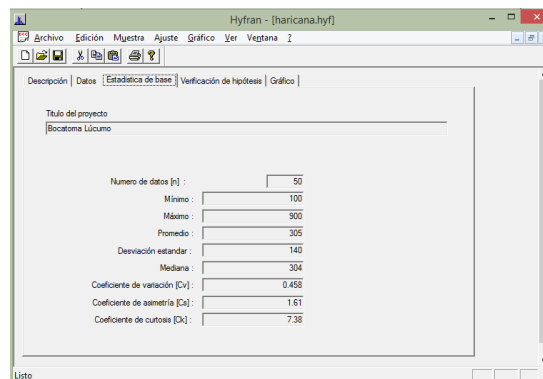 Hyfran - [haricana.hyf]
Archivo Edición Muestra Ajuste Gráfico Ver Ventana ?
Descripción Datos Estadística de base Verificación de hipótesis Gráfico
Titulo del proyecto
Bocatoma Lúcumo
Numero de datos [n] : 50
Mínimo : 100
Máximo : 900
Promedio : 305
Desviación estandar : 140
Mediana : 304
Coeficiente de variación [Cv] : 0.458
Coeficiente de asimetría [Cs] : 1.61
Coeficiente de curtosis [Ck] : 7.38
Listo